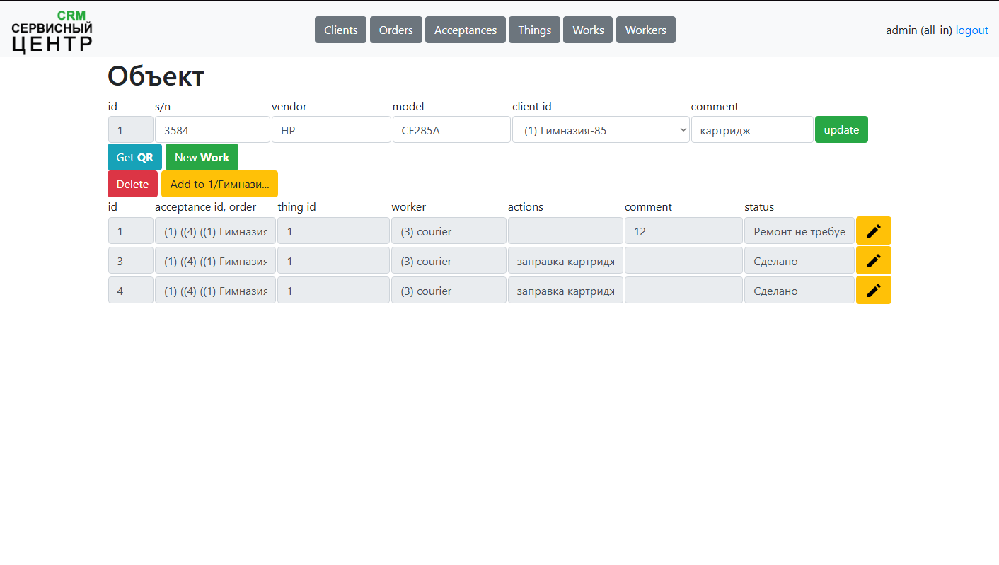 CRM
СЕРВИСНЫЙ
ЦЕНТР
Clients Orders Acceptances Things Works Workers
admin (all_in) logout
Объект
id s/n vendor model client id comment
1 3584 HP CE285A (1) Гимназия-85 картридж update
Get QR New Work
Delete Add to 1/Гимнази...
id acceptance id, order thing id worker actions comment status
1 (1) ((4) ((1) Гимназия 1 (3) courier 12 Ремонт не требуе
3 (1) ((4) ((1) Гимназия 1 (3) courier заправка картридж Сделано
4 (1) ((4) ((1) Гимназия 1 (3) courier заправка картридж Сделано